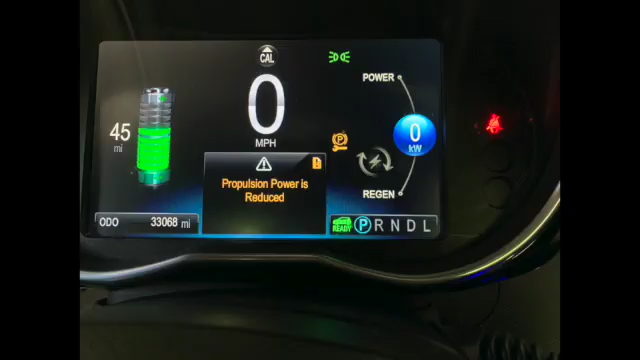 CAL
0
MPH
45
mi
POWER
0
kW
P
REGEN
Propulsion Power is
Reduced
ODO 33068 mi
READY P R N D L